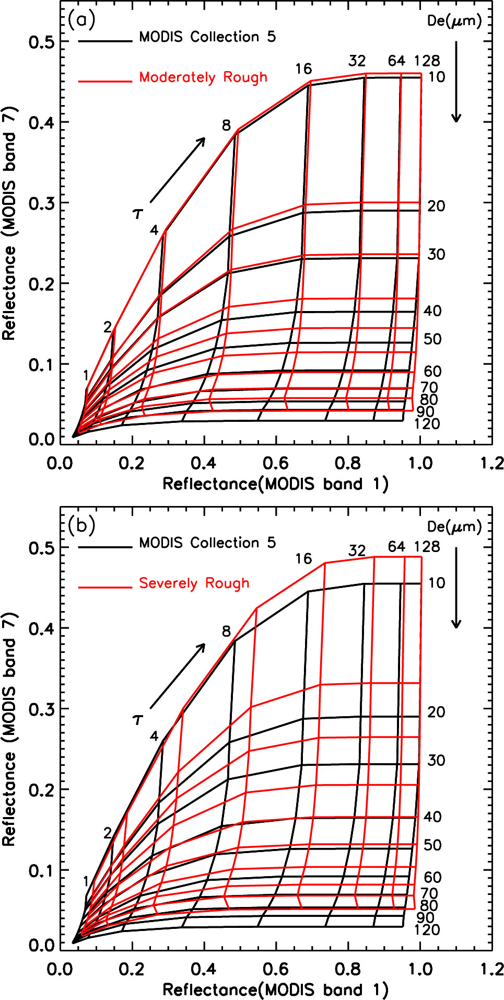 (a)
De(μm)
MODIS Collection 5
Moderately Rough
16 32 64 128
10
8
τ
4
20
30
2
40
50
1
60
70
80
90
120
0.5
0.4
0.3
0.2
0.1
0.0
Reflectance (MODIS band 7)
0.0 0.2 0.4 0.6 0.8 1.0 1.2
Reflectance(MODIS band 1)
(b)
De(μm)
MODIS Collection 5
Severely Rough
16 32 64 128
10
8
τ
4
20
30
2
40
50
1
60
70
80
90
120
0.5
0.4
0.3
0.2
0.1
0.0
Reflectance (MODIS band 7)
0.0 0.2 0.4 0.6 0.8 1.0 1.2
Reflectance(MODIS band 1)